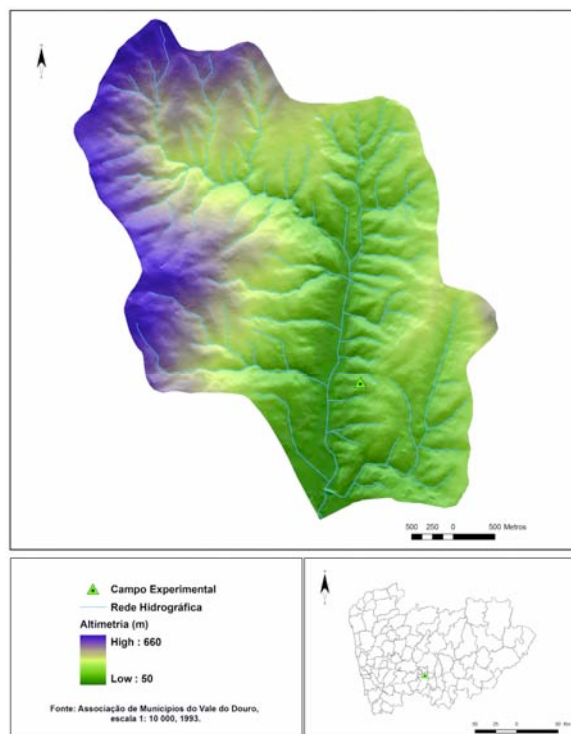 500 250 0 500 Metros
Campo Experimental
Rede Hidrográfica
Altimetria (m)
High : 660
Low : 50
Fonte: Associação de Municípios do Vale do Douro,
escala 1: 10 000, 1993.